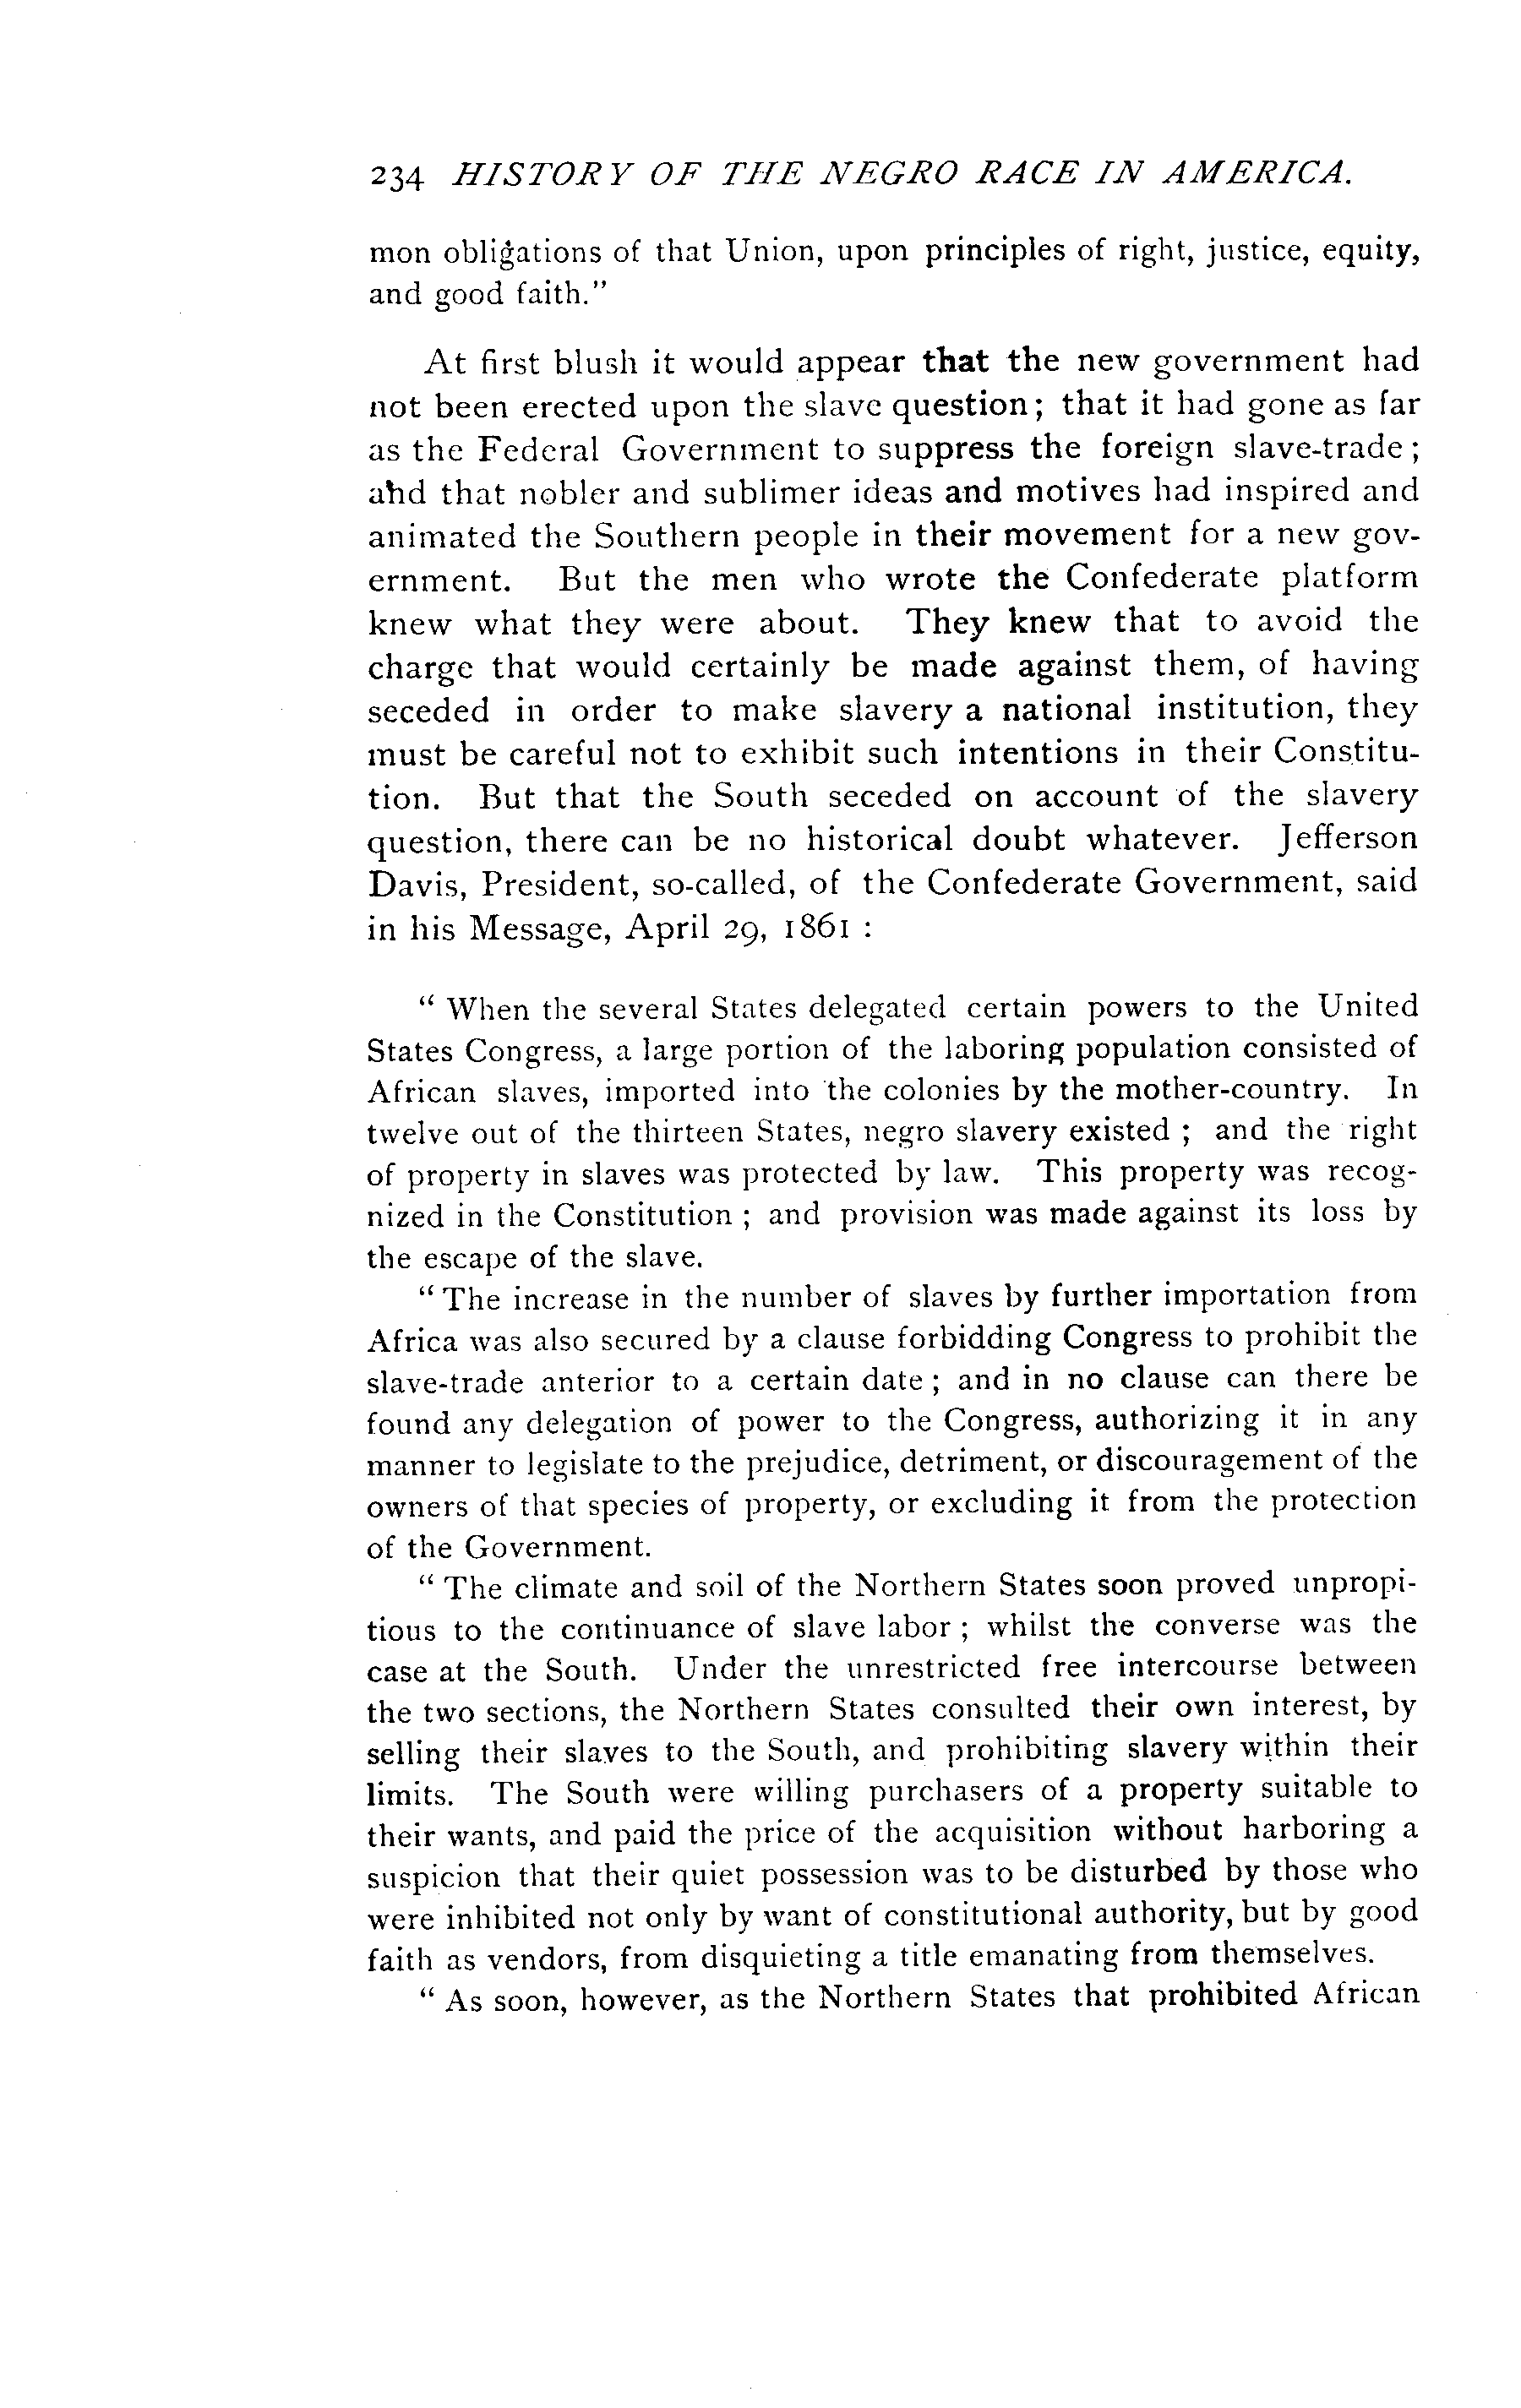 234 HISTORY OF THE NEGRO RACE IN AMERICA.
mon obligations of that Union, upon principles of right, justice, equity,
and good faith."
At first blush it would appear that the new government had
not been erected upon the slave question; that it had gone as far
as the Federal Government to suppress the foreign slave-trade;
and that nobler and sublimer ideas and motives had inspired and
animated the Southern people in their movement for a new gov-
ernment. But the men who wrote the Confederate platform
knew what they were about. They knew that to avoid the
charge that would certainly be made against them, of having
seceded in order to make slavery a national institution, they
must be careful not to exhibit such intentions in their Constitu-
tion. But that the South seceded on account of the slavery
question, there can be no historical doubt whatever. Jefferson
Davis, President, so-called, of the Confederate Government, said
in his Message, April 29, 1861 :
" When the several States delegated certain powers to the United
States Congress, a large portion of the laboring population consisted of
African slaves, imported into the colonies by the mother-country. In
twelve out of the thirteen States, negro slavery existed ; and the right
of property in slaves was protected by law. This property was recog-
nized in the Constitution ; and provision was made against its loss by
the escape of the slave.
" The increase in the number of slaves by further importation from
Africa was also secured by a clause forbidding Congress to prohibit the
slave-trade anterior to a certain date ; and in no clause can there be
found any delegation of power to the Congress, authorizing it in any
manner to legislate to the prejudice, detriment, or discouragement of the
owners of that species of property, or excluding it from the protection
of the Government.
" The climate and soil of the Northern States soon proved unpropi-
tious to the continuance of slave labor ; whilst the converse was the
case at the South. Under the unrestricted free intercourse between
the two sections, the Northern States consulted their own interest, by
selling their slaves to the South, and prohibiting slavery within their
limits. The South were willing purchasers of a property suitable to
their wants, and paid the price of the acquisition without harboring a
suspicion that their quiet possession was to be disturbed by those who
were inhibited not only by want of constitutional authority, but by good
faith as vendors, from disquieting a title emanating from themselves.
" As soon, however, as the Northern States that prohibited African